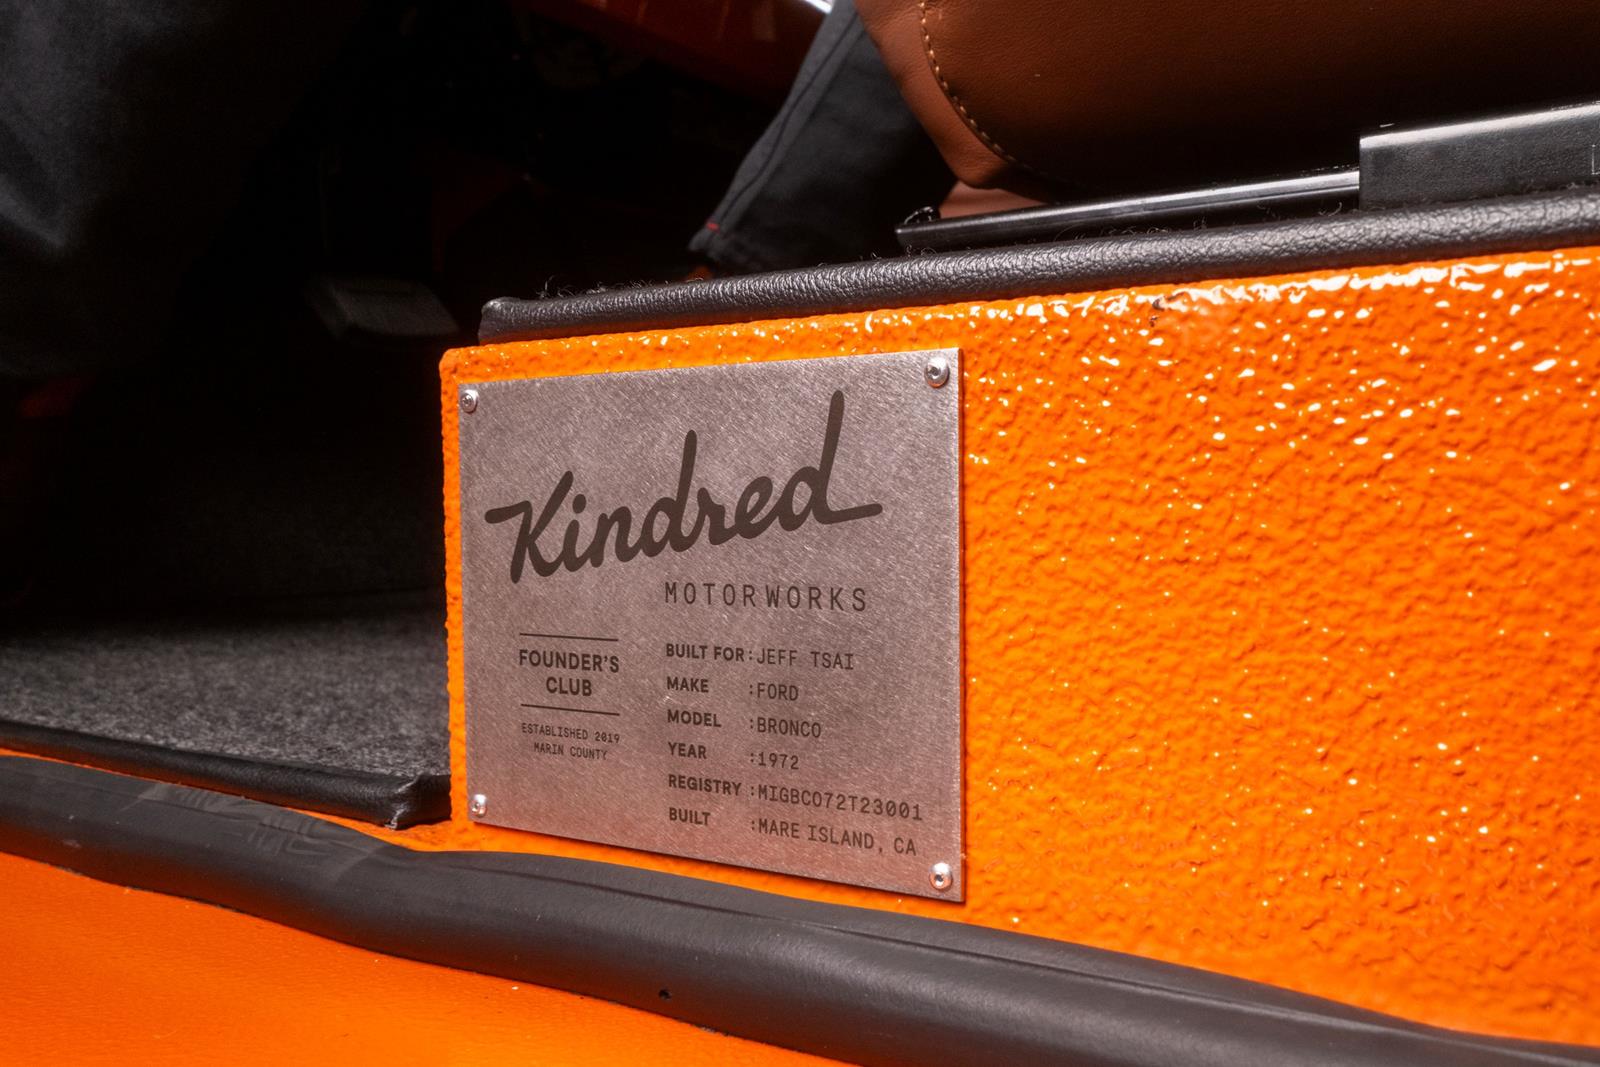 Kindred
MOTORWORKS
FOUNDER'S
CLUB
ESTABLISHED 2019
MARIN COUNTY
BUILT FOR:JEFF TSAI
MAKE :FORD
MODEL :BRONCO
YEAR :1972
REGISTRY :MIGBCO72T23001
BUILT :MARE ISLAND, CA